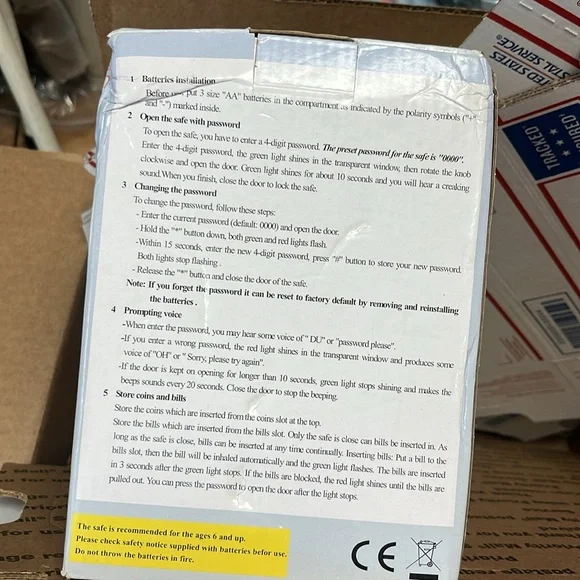 1 Batteries installation
Before put 3 size "AA" batteries in the compartment as indicated by the polarity symbols ("+"
and "-") marked inside.
2 Open the safe with password
To open the safe, you have to enter a 4-digit password. The preset password for the safe is "0000".
Enter the 4-digit password, the green light shines in the transparent window, then rotate the knob
clockwise and open the door. Green light shines for about 10 seconds and you will hear a creaking
sound.When you finish, close the door to lock the safe.
3 Changing the password
To change the password, follow these steps:
- Enter the current password (default: 0000) and open the door.
- Hold the "*" button down, both green and red lights flash.
-Within 15 seconds, enter the new 4-digit password, press "#" button to store your new password.
Both lights stop flashing .
- Release the "*" button and close the door of the safe.
Note: If you forget the password it can be reset to factory default by removing and reinstalling
the batteries .
4 Prompting voice
-When enter the password, you may hear some voice of " DU" or "password please".
-If you enter a wrong password, the red light shines in the transparent window and produces some
voice of "OH" or " Sorry, please try again".
-If the door is kept on opening for longer than 10 seconds, green light stops shining and makes the
beeps sounds every 20 seconds. Close the door to stop the beeping.
5 Store coins and bills
Store the coins which are inserted from the coins slot at the top.
Store the bills which are inserted from the bills slot. Only the safe is close can bills be inserted in. As
long as the safe is close, bills can be inserted at any time continually. Inserting bills: Put a bill to the
bills slot, then the bill will be inhaled automatically and the green light flashes. The bills are inserted
in 3 seconds after the green light stops. If the bills are blocked, the red light shines until the bills are
pulled out. You can press the password to open the door after the light stops.
The safe is recommended for the ages 6 and up.
Please check safety notice supplied with batteries befor use.
Do not throw the batteries in fire.
CE
UNITED STATES
POSTAL SERVICE®
TRACKED